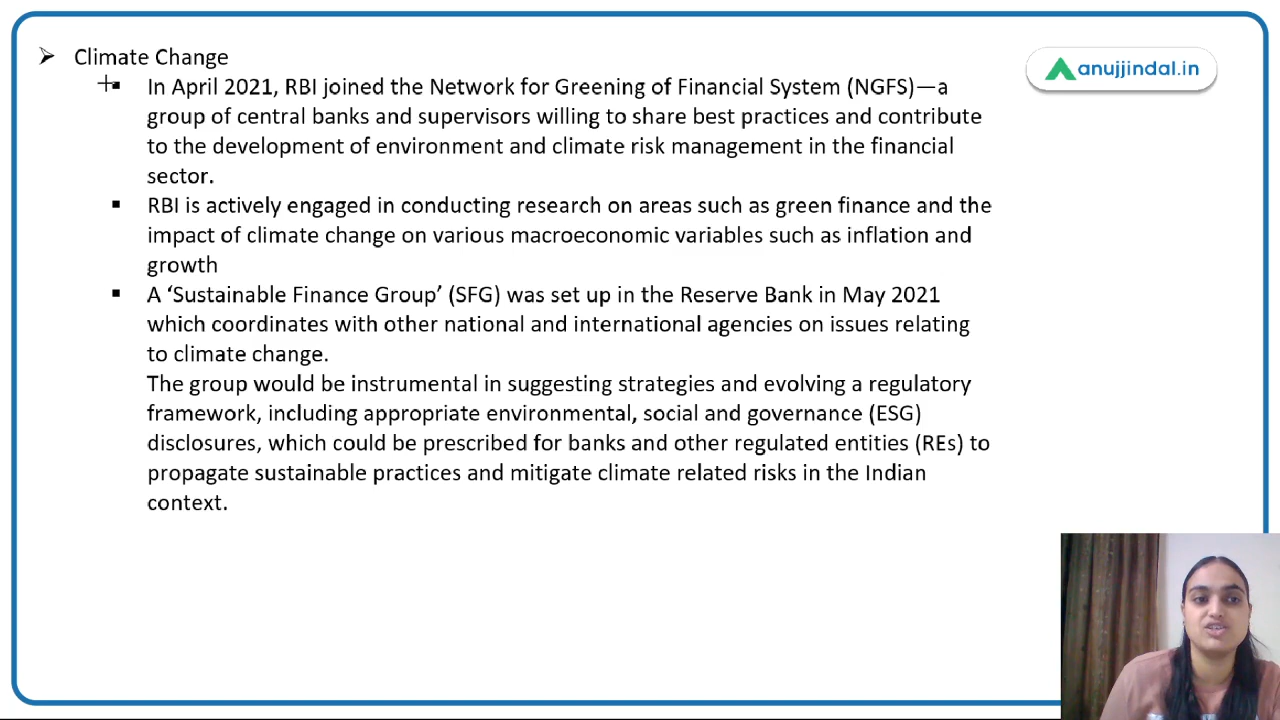 Climate Change
anujjindal.in
In April 2021, RBI joined the Network for Greening of Financial System (NGFS)—a
group of central banks and supervisors willing to share best practices and contribute
to the development of environment and climate risk management in the financial
sector.
RBI is actively engaged in conducting research on areas such as green finance and the
impact of climate change on various macroeconomic variables such as inflation and
growth
A ‘Sustainable Finance Group’ (SFG) was set up in the Reserve Bank in May 2021
which coordinates with other national and international agencies on issues relating
to climate change.
The group would be instrumental in suggesting strategies and evolving a regulatory
framework, including appropriate environmental, social and governance (ESG)
disclosures, which could be prescribed for banks and other regulated entities (REs) to
propagate sustainable practices and mitigate climate related risks in the Indian
context.